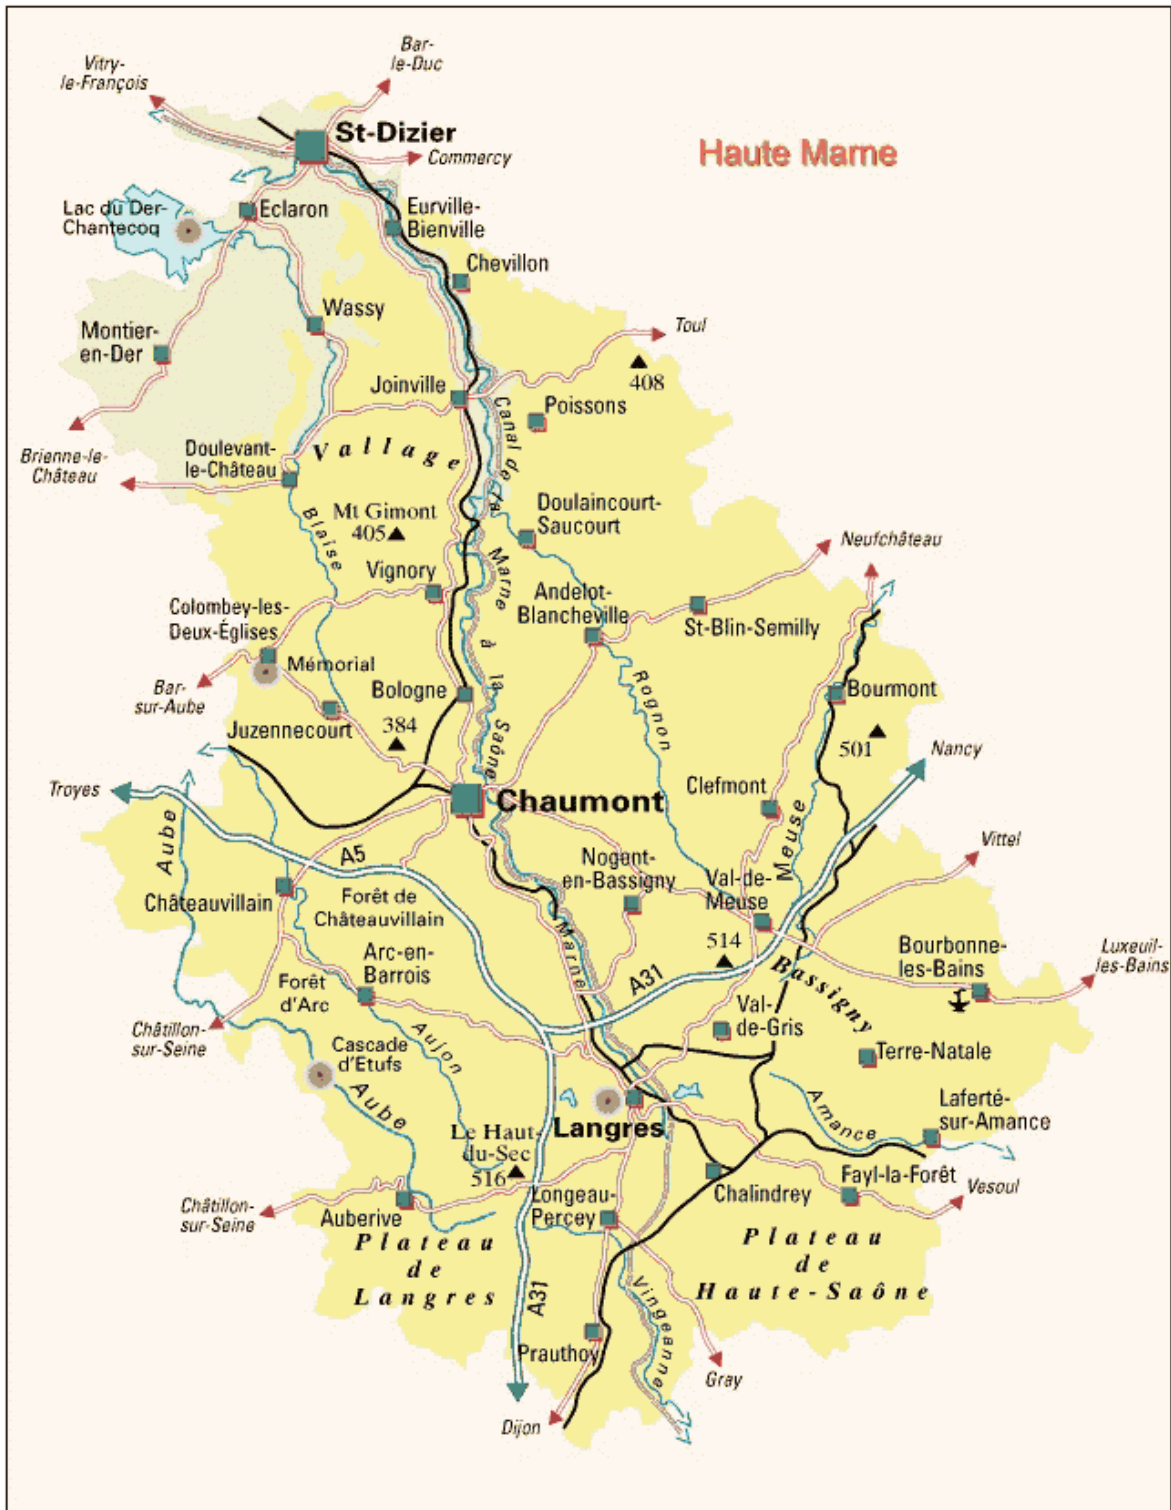 Bar-
le-Duc
Vitry-
le-François
St-Dizier
Commercy
Haute Marne
Lac du Der-
Chantecoq
Eclaron
Eurville-
Bienville
Chevillon
Wassy
Montier-
en-Der
Toul
408
Joinville
Poissons
Canal de la Marne à la Saône
Brienne-le-
Château
Doulevant-
le-Château
Vallage
Mt Gimont
405
Doulaincourt-
Saucourt
Blaise
Neufchâteau
Vignory
Andelot-
Blancheville
Colombey-les-
Deux-Églises
St-Blin-Semilly
Mémorial
Bar-
sur-Aube
Bologne
Rognon
Bourmont
Juzennecourt
384
501
Nancy
Troyes
Chaumont
Clefmont
Aube
A5
Meuse
Vittel
Nogent-
en-Bassigny
Val-de-
Meuse
Châteauvillain
Forêt de
Châteauvillain
Marne
514
Bassigny
Bourbonne-
les-Bains
Luxeuil-
les-Bains
Arc-en-
Barrois
Forêt
d'Arc
A31
Val-
de-Gris
Châtillon-
sur-Seine
Aujon
Cascade
d'Etufs
Terre-Natale
Aube
Langres
Amance
Laferté-
sur-Amance
Le Haut-
du-Sec
516
Chalindrey
Fayl-la-Forêt
Vesoul
Châtillon-
sur-Seine
Auberive
Longeau-
Percey
Plateau
de
Langres
Plateau
de
Haute-Saône
A31
Vingeanne
Prauthoy
Gray
Dijon